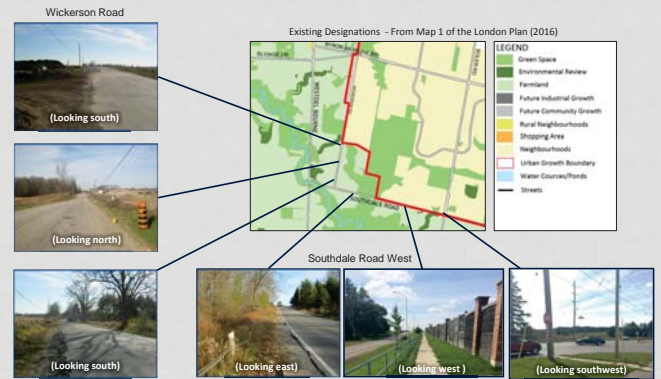 Wickerson Road
Existing Designations - From Map 1 of the London Plan (2016)
(Looking south)
(Looking north)
(Looking south)
WESTDEL BOURNE
SOUTHDALE ROAD
LEGEND
Green Space
Environmental Review
Farmland
Future Industrial Growth
Future Community Growth
Rural Neighbourhoods
Shopping Area
Neighbourhoods
Urban Growth Boundary
Water Cources/Ponds
Streets
Southdale Road West
(Looking east)
(Looking west )
(Looking southwest)